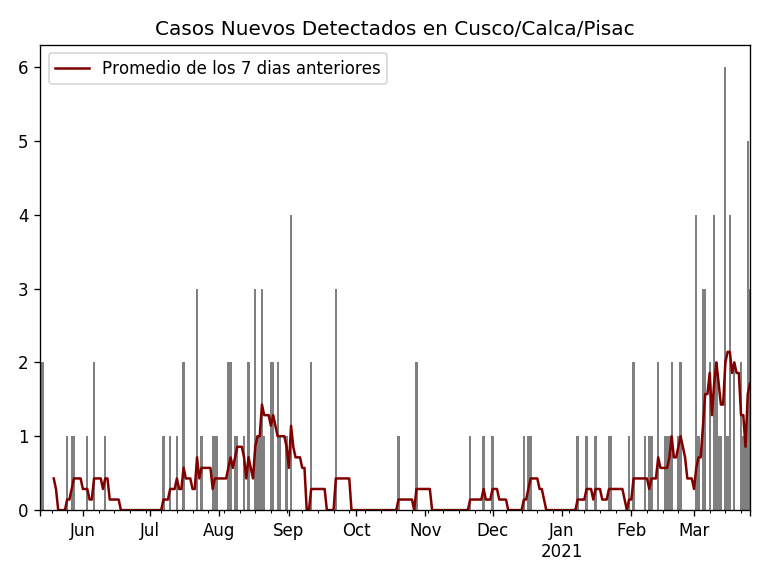 Casos Nuevos Detectados en Cusco/Calca/Pisac
Promedio de los 7 dias anteriores
6
5
4
3
2
1
0
Jun Jul Aug Sep Oct Nov Dec Jan Feb Mar
2021